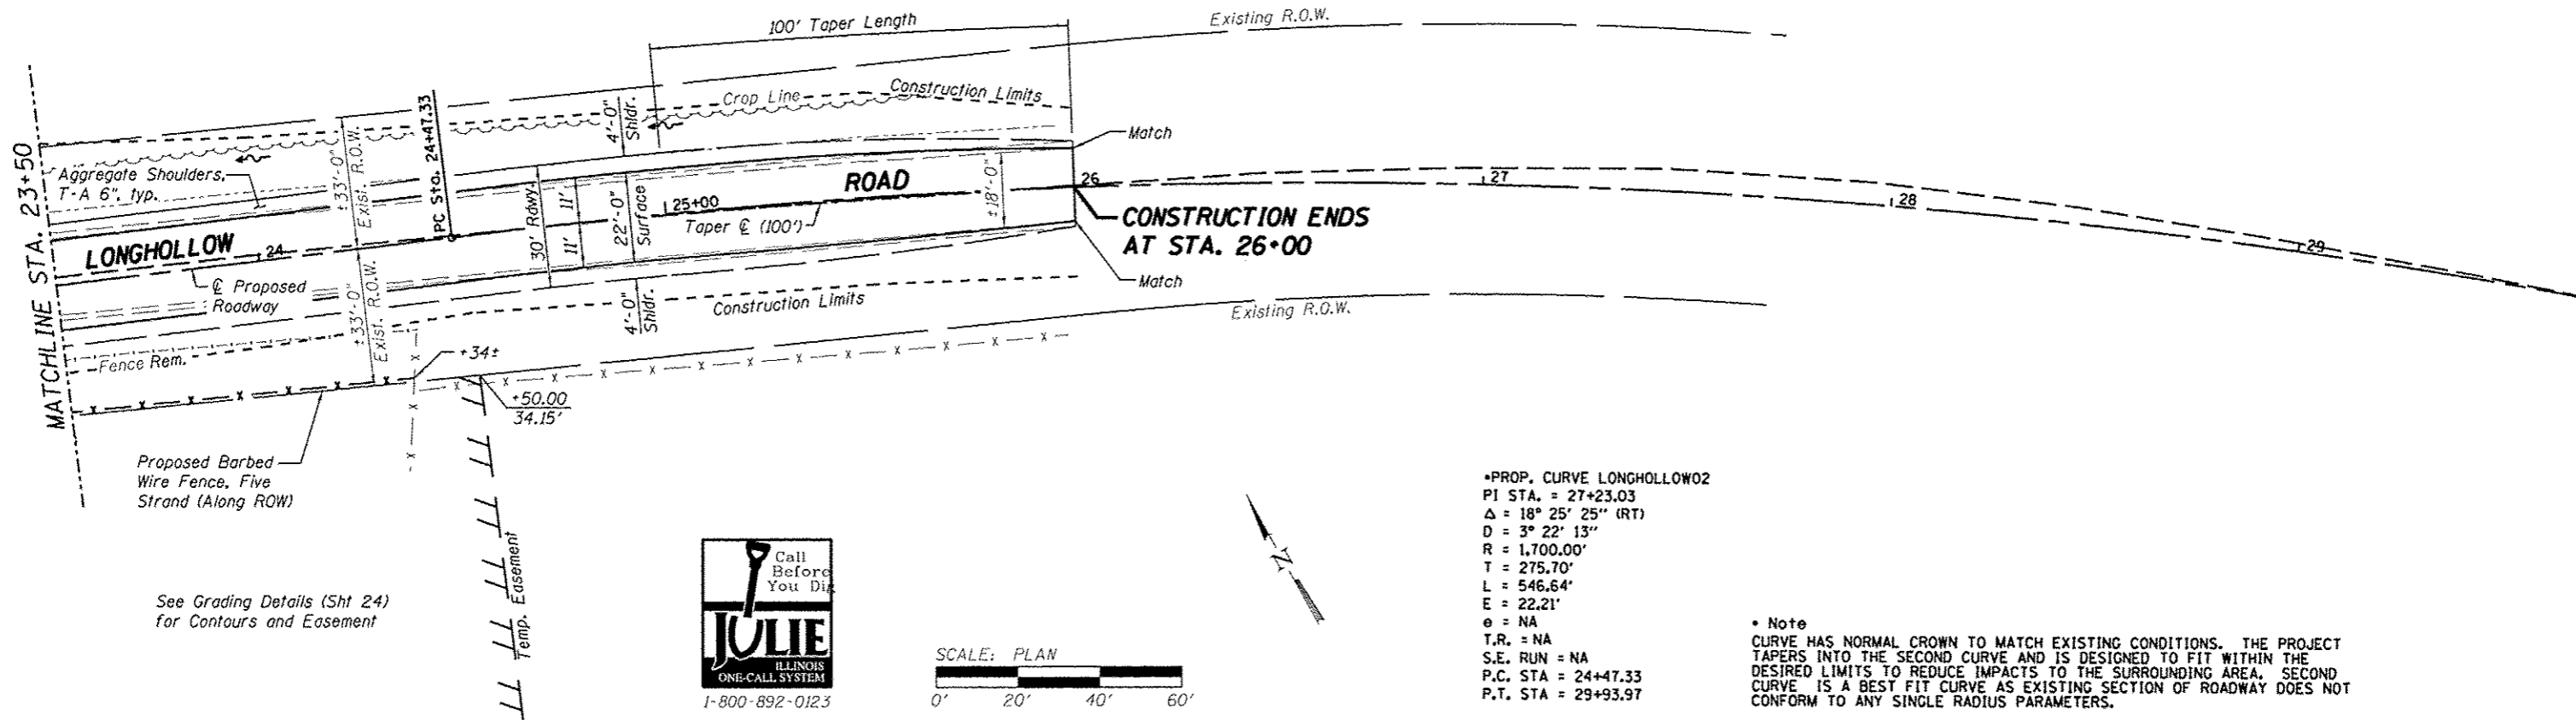 100' Taper Length
Existing R.O.W.
MATCHLINE STA. 23+50
Aggregate Shoulders,
T-A 6", typ.
±33'-0"
Exist. R.O.W.
PC Sta. 24+47.33
Crop Line
Construction Limits
4'-0"
Shldr.
Match
LONGHOLLOW
24
30' Rdwy.
11'
11'
22'-0"
Surface
25+00
Taper ℄ (100')
ROAD
±18'-0"
26
27
28
29
CONSTRUCTION ENDS
AT STA. 26+00
℄ Proposed
Roadway
±33'-0"
Exist. R.O.W.
4'-0"
Shldr.
Construction Limits
Match
Existing R.O.W.
Fence Rem.
+34±
+50.00
34.15'
Proposed Barbed
Wire Fence, Five
Strand (Along ROW)
Temp. Easement
See Grading Details (Sht 24)
for Contours and Easement
Call
Before
You Dig
JULIE
ILLINOIS
ONE-CALL SYSTEM
1-800-892-0123
SCALE: PLAN
0' 20' 40' 60'
N
•PROP. CURVE LONGHOLLOW02
PI STA. = 27+23.03
Δ = 18° 25' 25" (RT)
D = 3° 22' 13"
R = 1,700.00'
T = 275.70'
L = 546.64'
E = 22.21'
e = NA
T.R. = NA
S.E. RUN = NA
P.C. STA = 24+47.33
P.T. STA = 29+93.97
• Note
CURVE HAS NORMAL CROWN TO MATCH EXISTING CONDITIONS. THE PROJECT
TAPERS INTO THE SECOND CURVE AND IS DESIGNED TO FIT WITHIN THE
DESIRED LIMITS TO REDUCE IMPACTS TO THE SURROUNDING AREA. SECOND
CURVE IS A BEST FIT CURVE AS EXISTING SECTION OF ROADWAY DOES NOT
CONFORM TO ANY SINGLE RADIUS PARAMETERS.